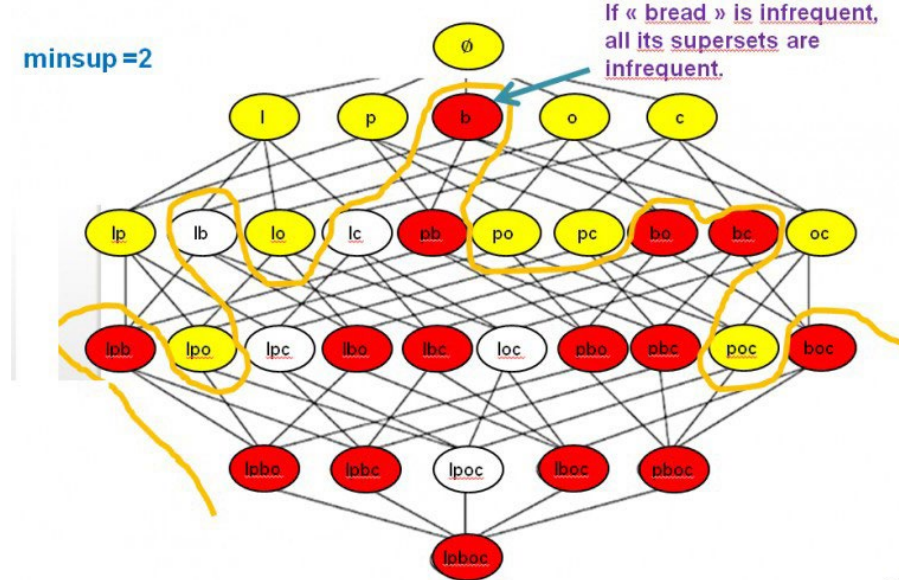 If « bread » is infrequent,
all its supersets are
infrequent.
minsup =2
∅
l p b o c
lp lb lo lc pb po pc bo bc oc
lpb lpo lpc lbo lbc loc pbo pbc poc boc
lpbo lpbc lpoc lboc pboc
lpboc